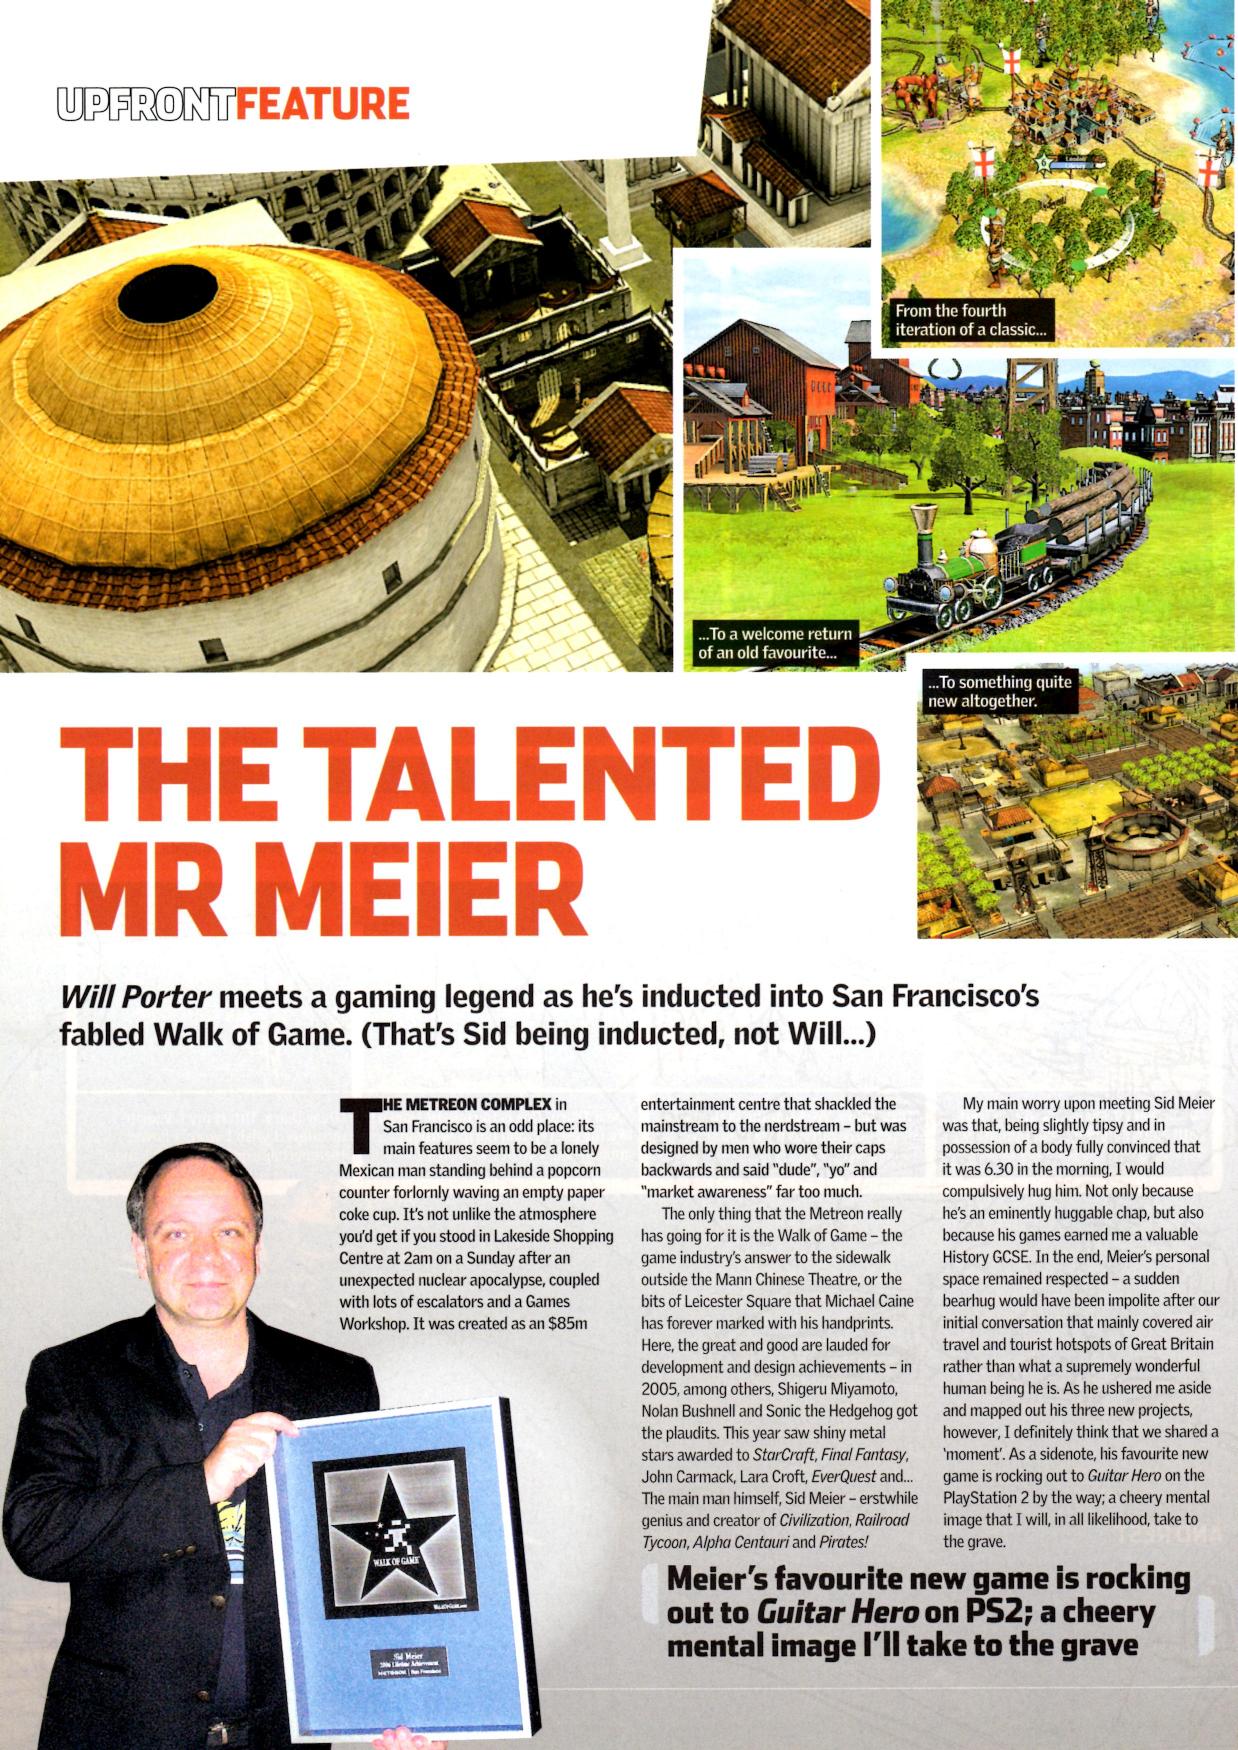 UPFRONTFEATURE
From the fourth
iteration of a classic...
...To a welcome return
of an old favourite...
...To something quite
new altogether.
THE TALENTED
MR MEIER
Will Porter meets a gaming legend as he's inducted into San Francisco's
fabled Walk of Game. (That's Sid being inducted, not Will...)
THE METREON COMPLEX in
San Francisco is an odd place: its
main features seem to be a lonely
Mexican man standing behind a popcorn
counter forlornly waving an empty paper
coke cup. It's not unlike the atmosphere
you'd get if you stood in Lakeside Shopping
Centre at 2am on a Sunday after an
unexpected nuclear apocalypse, coupled
with lots of escalators and a Games
Workshop. It was created as an $85m
entertainment centre that shackled the
mainstream to the nerdstream – but was
designed by men who wore their caps
backwards and said "dude", "yo" and
"market awareness" far too much.
The only thing that the Metreon really
has going for it is the Walk of Game – the
game industry's answer to the sidewalk
outside the Mann Chinese Theatre, or the
bits of Leicester Square that Michael Caine
has forever marked with his handprints.
Here, the great and good are lauded for
development and design achievements – in
2005, among others, Shigeru Miyamoto,
Nolan Bushnell and Sonic the Hedgehog got
the plaudits. This year saw shiny metal
stars awarded to StarCraft, Final Fantasy,
John Carmack, Lara Croft, EverQuest and...
The main man himself, Sid Meier – erstwhile
genius and creator of Civilization, Railroad
Tycoon, Alpha Centauri and Pirates!
My main worry upon meeting Sid Meier
was that, being slightly tipsy and in
possession of a body fully convinced that
it was 6.30 in the morning, I would
compulsively hug him. Not only because
he's an eminently huggable chap, but also
because his games earned me a valuable
History GCSE. In the end, Meier's personal
space remained respected – a sudden
bearhug would have been impolite after our
initial conversation that mainly covered air
travel and tourist hotspots of Great Britain
rather than what a supremely wonderful
human being he is. As he ushered me aside
and mapped out his three new projects,
however, I definitely think that we shared a
'moment'. As a sidenote, his favourite new
game is rocking out to Guitar Hero on the
PlayStation 2 by the way; a cheery mental
image that I will, in all likelihood, take to
the grave.
Meier's favourite new game is rocking
out to Guitar Hero on PS2; a cheery
mental image I'll take to the grave
WALK OF GAME
Sid Meier
2006 Lifetime Achievement
METREON | San Francisco